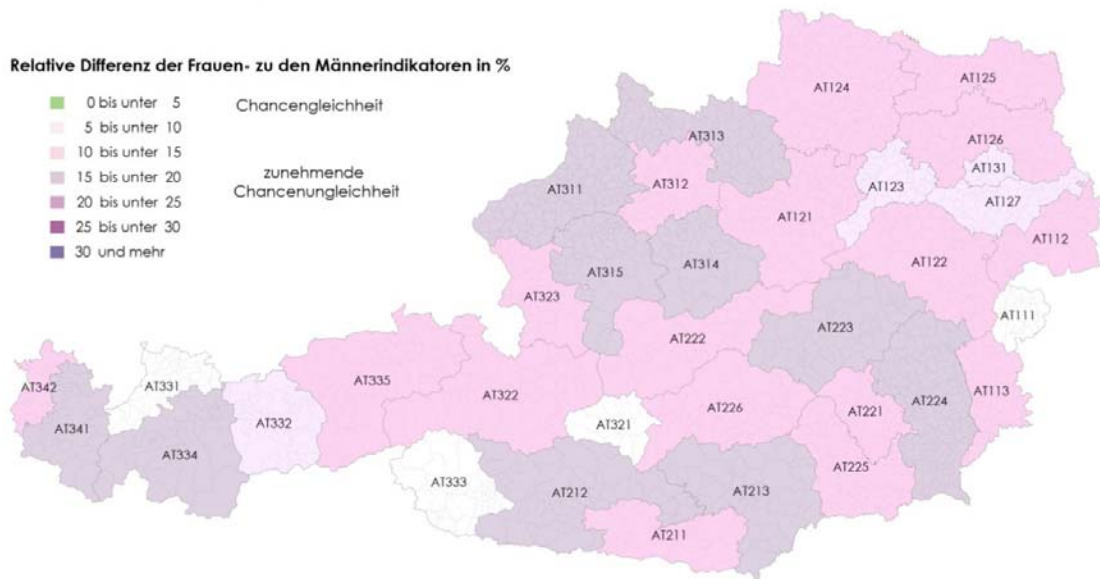 Relative Differenz der Frauen- zu den Männerindikatoren in %
0 bis unter 5
Chancengleichheit
5 bis unter 10
10 bis unter 15
15 bis unter 20
zunehmende
Chancenungleichheit
20 bis unter 25
25 bis unter 30
30 und mehr
AT124
AT125
AT126
AT313
AT131
AT123
AT312
AT311
AT127
AT121
AT112
AT122
AT314
AT315
AT323
AT111
AT223
AT222
AT335
AT342
AT331
AT113
AT322
AT224
AT226
AT221
AT321
AT332
AT341
AT334
AT225
AT333
AT212
AT213
AT211